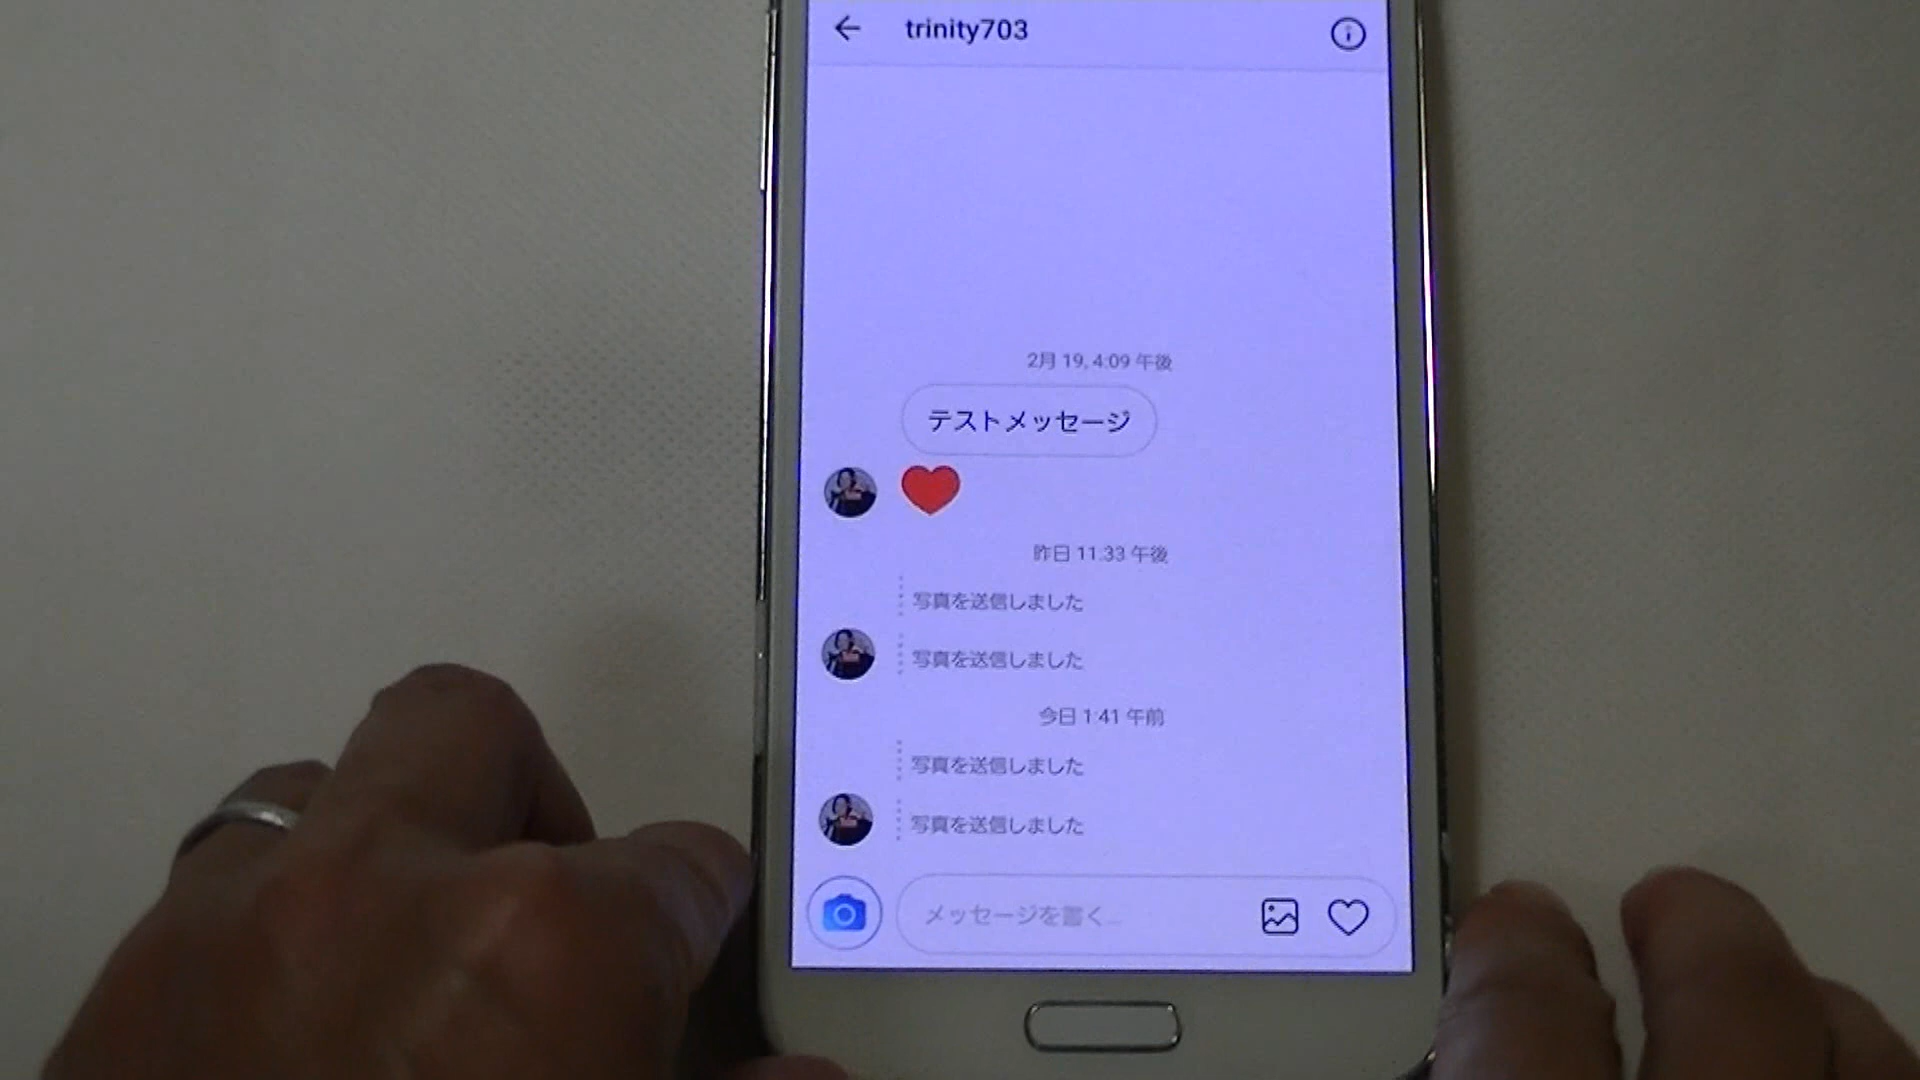 trinity703
2月 19, 4:09 午後
テストメッセージ
昨日 11:33 午後
写真を送信しました
写真を送信しました
今日 1:41 午前
写真を送信しました
写真を送信しました
メッセージを書く...